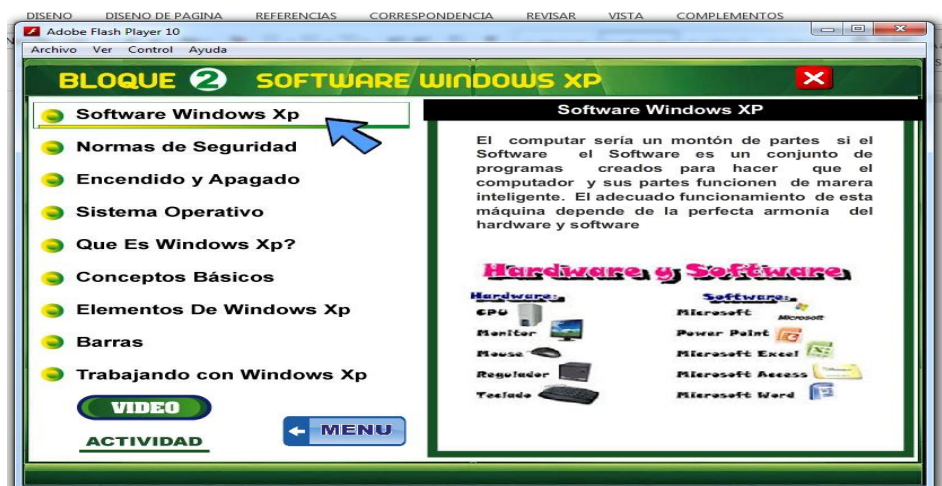 DISEÑO DISEÑO DE PAGINA REFERENCIAS CORRESPONDENCIA REVISAR VISTA COMPLEMENTOS
Adobe Flash Player 10
Archivo Ver Control Ayuda
BLOQUE 2 SOFTWARE WINDOWS XP
Software Windows Xp
Normas de Seguridad
Encendido y Apagado
Sistema Operativo
Que Es Windows Xp?
Conceptos Básicos
Elementos De Windows Xp
Barras
Trabajando con Windows Xp
VIDEO
ACTIVIDAD
MENU
Software Windows XP
El computar sería un montón de partes si el
Software el Software es un conjunto de
programas creados para hacer que el
computador y sus partes funcionen de marera
inteligente. El adecuado funcionamiento de esta
máquina depende de la perfecta armonía del
hardware y software
Hardware y Software
Hardware:
CPU
Monitor
Mouse
Regulador
Teclado
Software:
Microsoft Microsoft
Power Point
Microsoft Excel
Microsoft Access
Microsoft Word